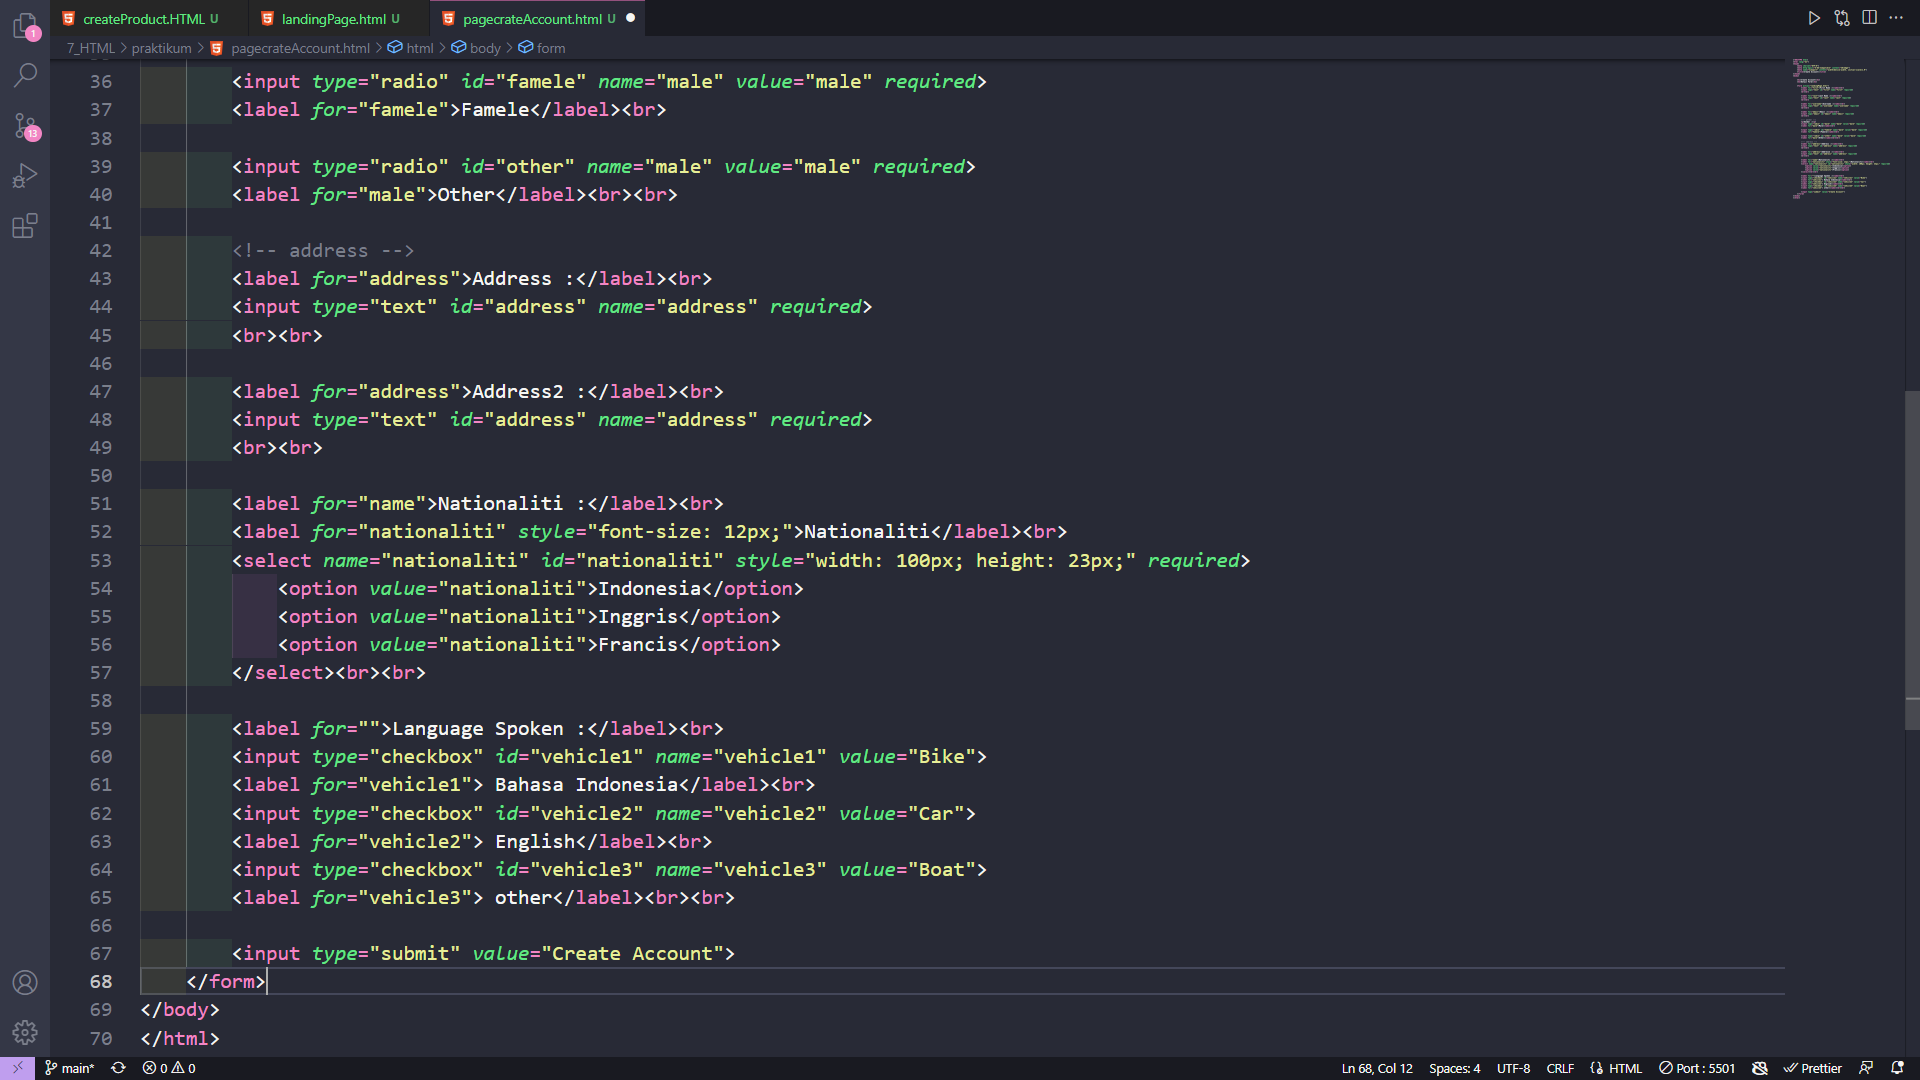 createProduct.HTML U
landingPage.html U
pagecrateAccount.html U
1
7_HTML > praktikum > pagecrateAccount.html > html > body > form
13
36 <input type="radio" id="famele" name="male" value="male" required>
37 <label for="famele">Famele</label><br>
38
39 <input type="radio" id="other" name="male" value="male" required>
40 <label for="male">Other</label><br><br>
41
42 <!-- address -->
43 <label for="address">Address :</label><br>
44 <input type="text" id="address" name="address" required>
45 <br><br>
46
47 <label for="address">Address2 :</label><br>
48 <input type="text" id="address" name="address" required>
49 <br><br>
50
51 <label for="name">Nationaliti :</label><br>
52 <label for="nationaliti" style="font-size: 12px;">Nationaliti</label><br>
53 <select name="nationaliti" id="nationaliti" style="width: 100px; height: 23px;" required>
54 <option value="nationaliti">Indonesia</option>
55 <option value="nationaliti">Inggris</option>
56 <option value="nationaliti">Francis</option>
57 </select><br><br>
58
59 <label for="">Language Spoken :</label><br>
60 <input type="checkbox" id="vehicle1" name="vehicle1" value="Bike">
61 <label for="vehicle1"> Bahasa Indonesia</label><br>
62 <input type="checkbox" id="vehicle2" name="vehicle2" value="Car">
63 <label for="vehicle2"> English</label><br>
64 <input type="checkbox" id="vehicle3" name="vehicle3" value="Boat">
65 <label for="vehicle3"> other</label><br><br>
66
67 <input type="submit" value="Create Account">
68 </form>
69 </body>
70 </html>
main* 0 0 Ln 68, Col 12 Spaces: 4 UTF-8 CRLF HTML Port : 5501 Prettier